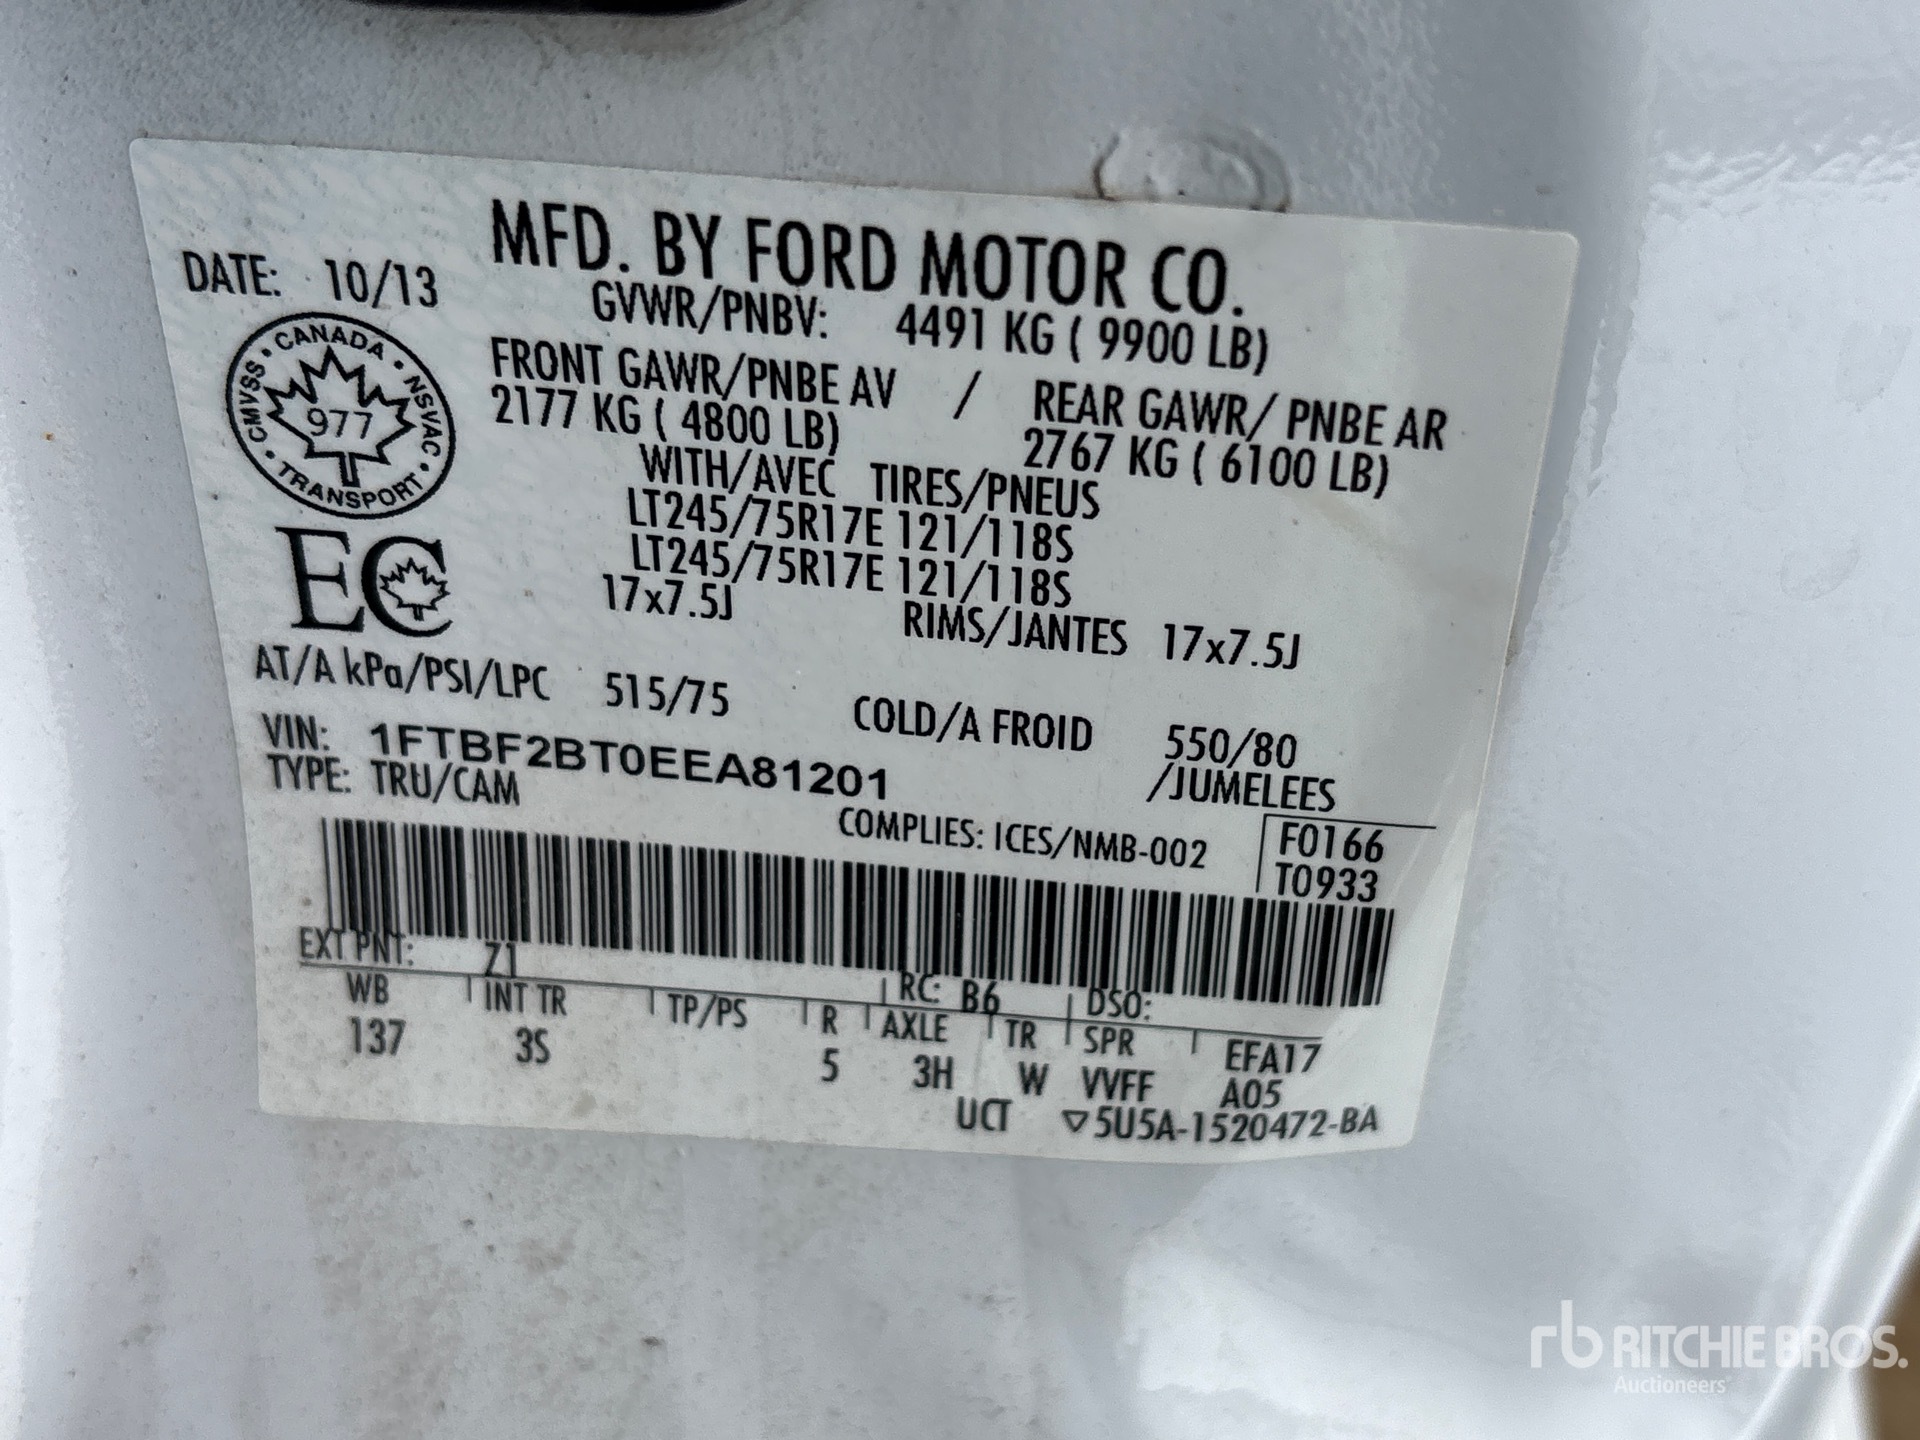 MFD. BY FORD MOTOR CO.
DATE: 10/13
GVWR/PNBV: 4491 KG ( 9900 LB)
FRONT GAWR/PNBE AV / REAR GAWR/ PNBE AR
2177 KG ( 4800 LB) 2767 KG ( 6100 LB)
WITH/AVEC TIRES/PNEUS
LT245/75R17E 121/118S
LT245/75R17E 121/118S
17x7.5J RIMS/JANTES 17x7.5J
AT/A kPa/PSI/LPC 515/75 COLD/A FROID 550/80
CANADA • NSVAC • TRANSPORT • CMVSS •
977
EC
VIN: 1FTBF2BT0EEA81201 /JUMELEES
TYPE: TRU/CAM
COMPLIES: ICES/NMB-002 F0166
T0933
EXT PNT: Z1 RC: B6 DSO:
WB INT TR TP/PS R AXLE TR SPR EFA17
137 3S 5 3H W VVFF A05
UCT ▽5U5A-1520472-BA
rb RITCHIE BROS.
Auctioneers